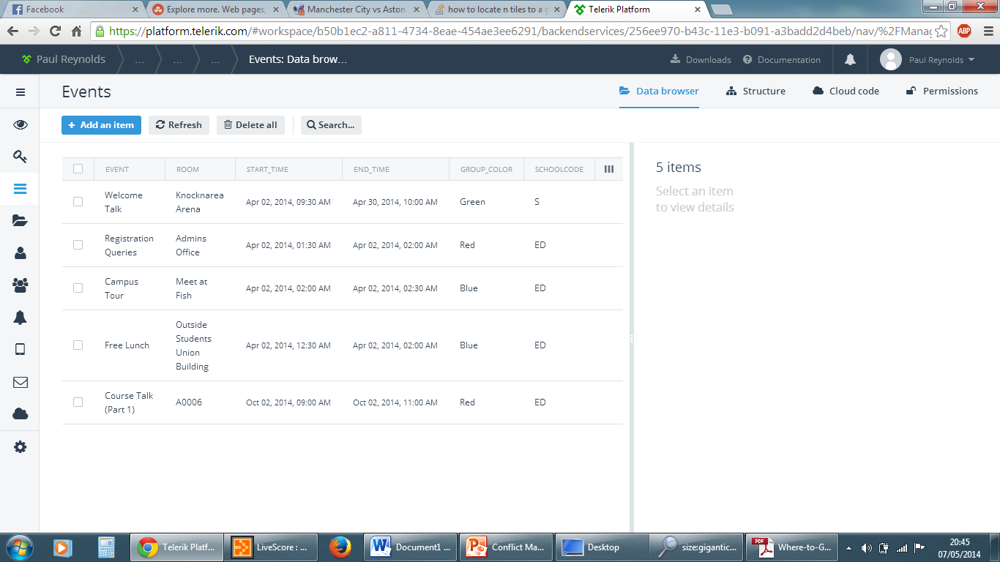 Facebook
Explore more. Web pages,
Manchester City vs Aston
how to locate n tiles to a g
Telerik Platform
https://platform.telerik.com/#workspace/b50b1ec2-a811-4734-8eae-454ae3ee6291/backendservices/256ee970-b43c-11e3-b091-a3badd2d4beb/nav/%2FManag
ABP
Paul Reynolds
...
...
...
Events: Data brow...
Downloads
Documentation
Paul Reynolds
Events
Data browser
Structure
Cloud code
Permissions
+ Add an item
Refresh
Delete all
Search...
EVENT ROOM START_TIME END_TIME GROUP_COLOR SCHOOLCODE
Welcome
Talk
Knocknarea
Arena
Apr 02, 2014, 09:30 AM
Apr 30, 2014, 10:00 AM
Green
S
Registration
Queries
Admins
Office
Apr 02, 2014, 01:30 AM
Apr 02, 2014, 02:00 AM
Red
ED
Campus
Tour
Meet at
Fish
Apr 02, 2014, 02:00 AM
Apr 02, 2014, 02:30 AM
Blue
ED
Free Lunch
Outside
Students
Union
Building
Apr 02, 2014, 12:30 AM
Apr 02, 2014, 02:00 AM
Blue
ED
Course Talk
(Part 1)
A0006
Oct 02, 2014, 09:00 AM
Oct 02, 2014, 11:00 AM
Red
ED
5 items
Select an item
to view details
Telerik Platf...
LiveScore : ...
Document1 ...
Conflict Ma...
Desktop
size:gigantic...
PDF
Where-to-G...
20:45
07/05/2014